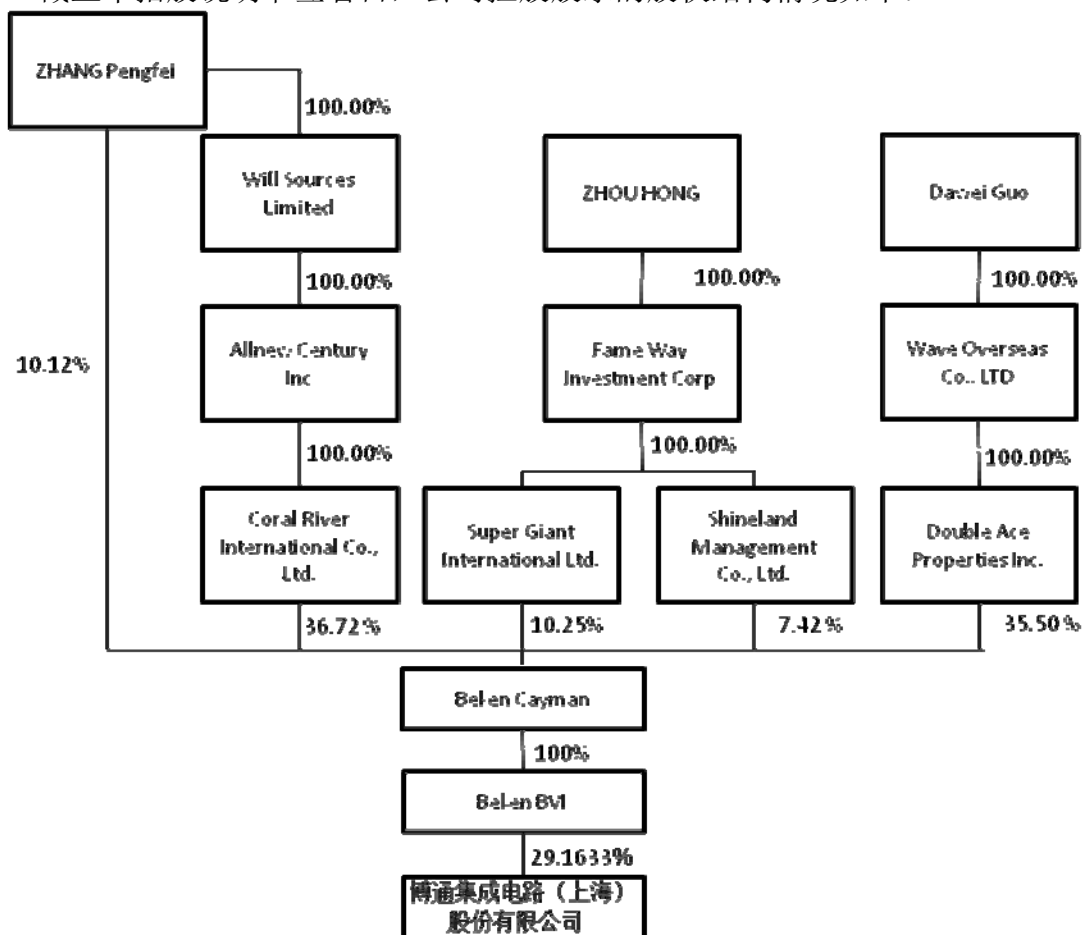 ZHANG Pengfei
100.00%
Will Sources
Limited
ZHOU HONG
Dawei Guo
100.00%
100.00%
100.00%
10.12%
Allnew Century
Inc
Fame Way
Investment Corp
Wave Overseas
Co., LTD
100.00%
100.00%
100.00%
Coral River
International Co.,
Ltd.
Super Giant
International Ltd.
Shineland
Management
Co., Ltd.
Double Ace
Properties Inc.
36.72%
10.25%
7.42%
35.50%
Cayman
100%
BVI
29.1633%
博通集成电路（上海）
股份有限公司